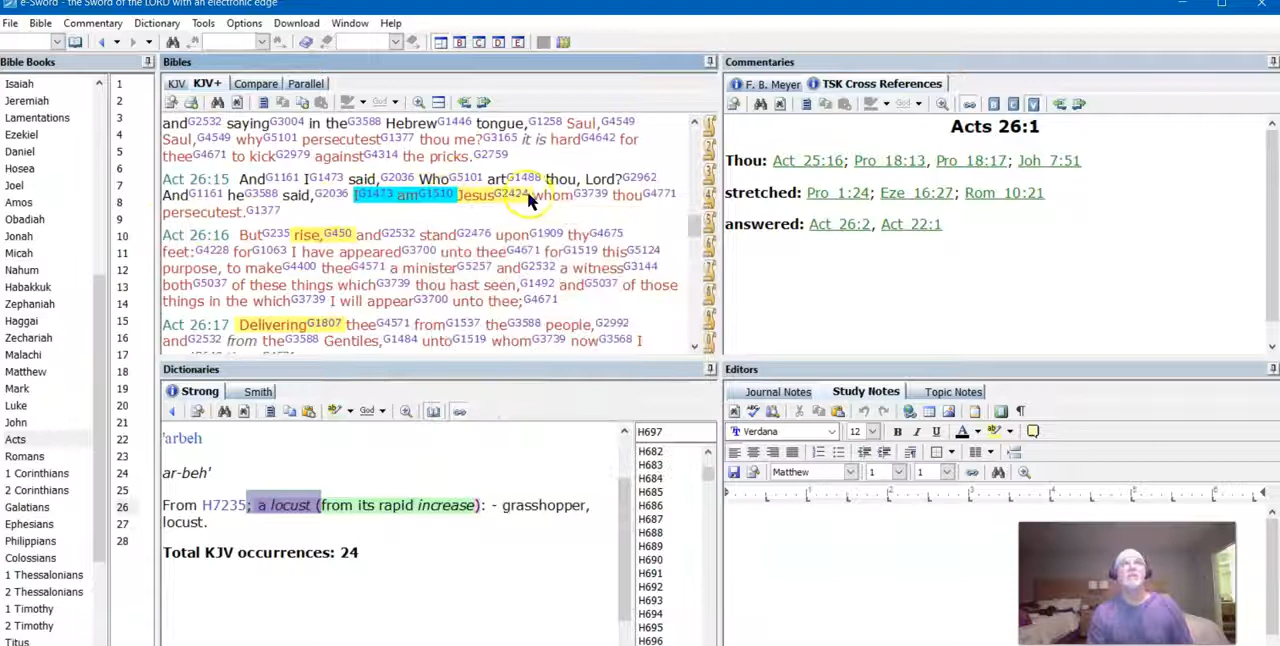 e-Sword - the Sword of the LORD with an electronic edge
File Bible Commentary Dictionary Tools Options Download Window Help
Bible Books
Isaiah
Jeremiah
Lamentations
Ezekiel
Daniel
Hosea
Joel
Amos
Obadiah
Jonah
Micah
Nahum
Habakkuk
Zephaniah
Haggai
Zechariah
Malachi
Matthew
Mark
Luke
John
Acts
Romans
1 Corinthians
2 Corinthians
Galatians
Ephesians
Philippians
Colossians
1 Thessalonians
2 Thessalonians
1 Timothy
2 Timothy
Titus
1
2
3
4
5
6
7
8
9
10
11
12
13
14
15
16
17
18
19
20
21
22
23
24
25
26
27
28
Bibles
KJV KJV+ Compare Parallel
God
and G2532 saying G3004 in the G3588 Hebrew G1446 tongue, G1258 Saul, G4549
Saul, G4549 why G5101 persecutest G1377 thou me? G3165 it is hard G4642 for
thee G4671 to kick G2979 against G4314 the pricks. G2759
Act 26:15 And G1161 I G1473 said, G2036 Who G5101 art G1488 thou, Lord? G2962
And G1161 he G3588 said, G2036 I G1473 am G1510 Jesus G2424 whom G3739 thou G4771
persecutest. G1377
Act 26:16 But G235 rise, G450 and G2532 stand G2476 upon G1909 thy G4675
feet: G4228 for G1063 I have appeared G3700 unto thee G4671 for G1519 this G5124
purpose, to make G4400 thee G4571 a minister G5257 and G2532 a witness G3144
both G5037 of these things which G3739 thou hast seen, G1492 and G5037 of those
things in the which G3739 I will appear G3700 unto thee; G4671
Act 26:17 Delivering G1807 thee G4571 from G1537 the G3588 people, G2992
and G2532 from the G3588 Gentiles, G1484 unto G1519 whom G3739 now G3568 I
Commentaries
F. B. Meyer TSK Cross References
God
Acts 26:1
Thou: Act 25:16; Pro 18:13, Pro 18:17; Joh 7:51
stretched: Pro 1:24; Eze 16:27; Rom 10:21
answered: Act 26:2, Act 22:1
Dictionaries
Strong Smith
God
'arbeh
ar-beh'
From H7235; a locust (from its rapid increase): - grasshopper,
locust.
Total KJV occurrences: 24
H697
H682
H683
H684
H685
H686
H687
H688
H689
H690
H691
H692
H693
H694
H695
H696
Editors
Journal Notes Study Notes Topic Notes
Verdana 12 B I U A
Matthew 1 1
1 2 3 4 5 6